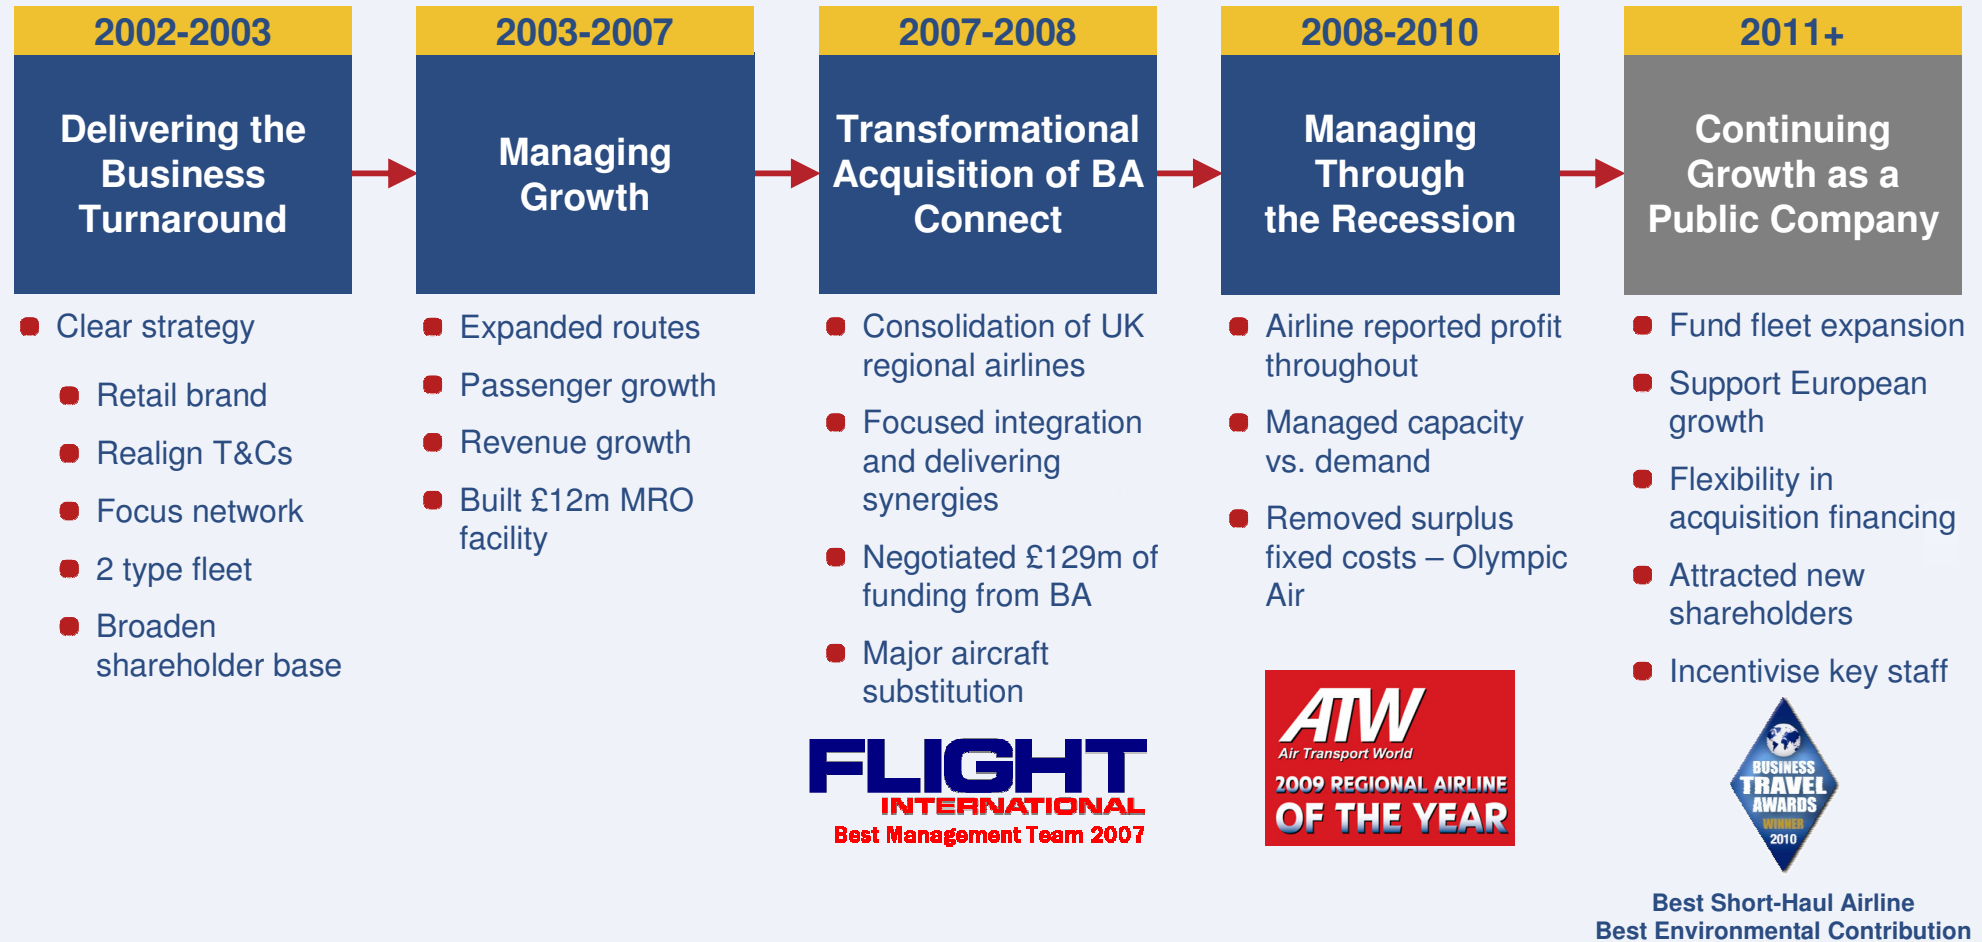 2002-2003
Delivering the
Business
Turnaround
Clear strategy
Retail brand
Realign T&Cs
Focus network
2 type fleet
Broaden
shareholder base
2003-2007
Managing
Growth
Expanded routes
Passenger growth
Revenue growth
Built £12m MRO
facility
2007-2008
Transformational
Acquisition of BA
Connect
Consolidation of UK
regional airlines
Focused integration
and delivering
synergies
Negotiated £129m of
funding from BA
Major aircraft
substitution
FLIGHT
INTERNATIONAL
Best Management Team 2007
2008-2010
Managing
Through
the Recession
Airline reported profit
throughout
Managed capacity
vs. demand
Removed surplus
fixed costs – Olympic
Air
ATW
Air Transport World
2009 REGIONAL AIRLINE
OF THE YEAR
2011+
Continuing
Growth as a
Public Company
Fund fleet expansion
Support European
growth
Flexibility in
acquisition financing
Attracted new
shareholders
Incentivise key staff
BUSINESS
TRAVEL
AWARDS
WINNER
2010
Best Short-Haul Airline
Best Environmental Contribution